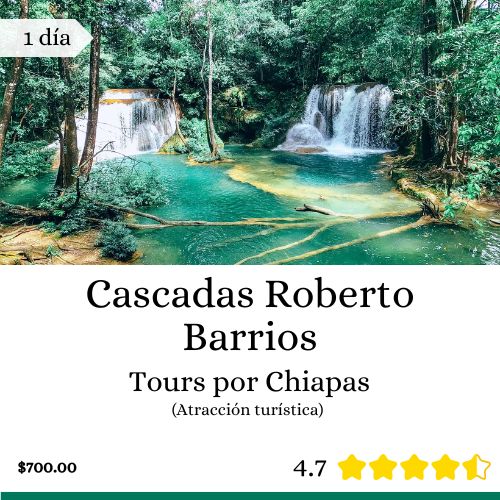 1 día
Cascadas Roberto
Barrios
Tours por Chiapas
(Atracción turística)
$700.00
4.7